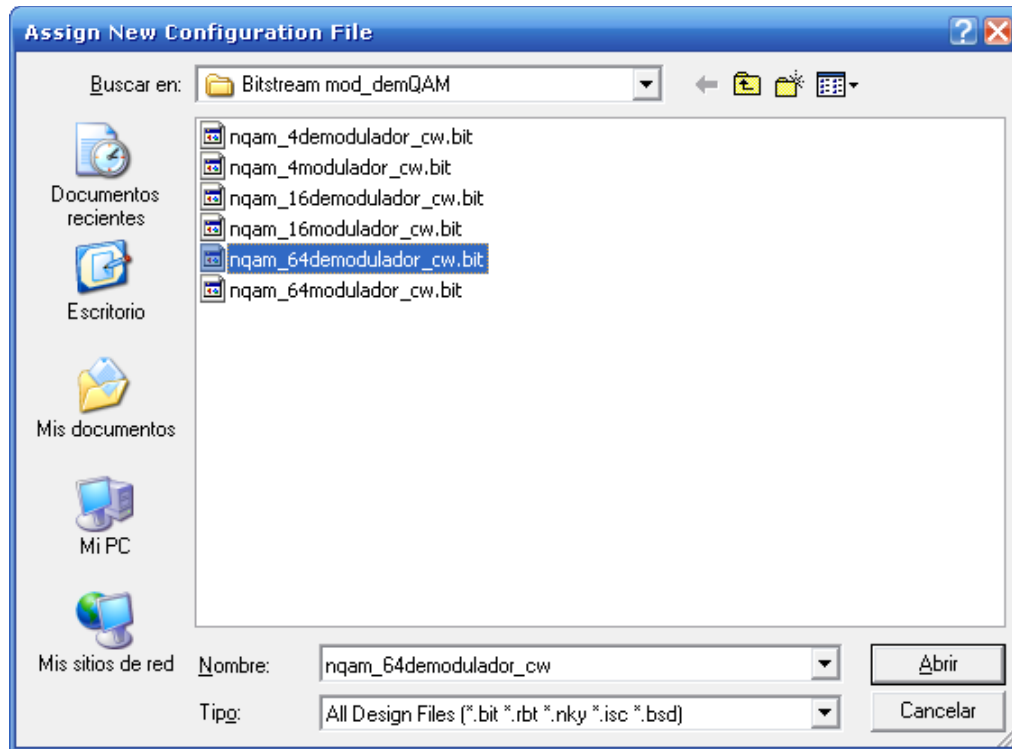 Assign New Configuration File
Buscar en:
Bitstream mod_demQAM
nqam_4demodulador_cw.bit
nqam_4modulador_cw.bit
nqam_16demodulador_cw.bit
nqam_16modulador_cw.bit
nqam_64demodulador_cw.bit
nqam_64modulador_cw.bit
Documentos
recientes
Escritorio
Mis documentos
Mi PC
Mis sitios de red
Nombre:
nqam_64demodulador_cw
Abrir
Tipo:
All Design Files (*.bit *.rbt *.nky *.isc *.bsd)
Cancelar